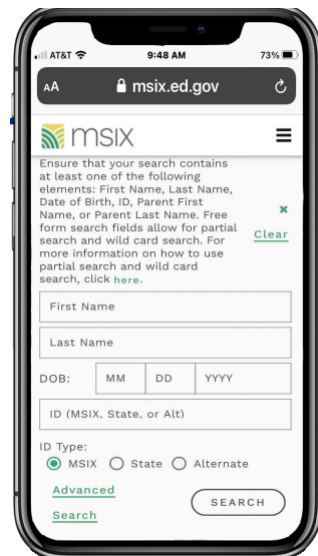 AT&T 9:48 AM 73%
AA msix.ed.gov
msix
Ensure that your search contains
at least one of the following
elements: First Name, Last Name,
Date of Birth, ID, Parent First
Name, or Parent Last Name. Free
form search fields allow for partial
search and wild card search. For
more information on how to use
partial search and wild card
search, click here.
×
Clear
First Name
Last Name
DOB: MM DD YYYY
ID (MSIX, State, or Alt)
ID Type:
MSIX State Alternate
Advanced
Search
SEARCH